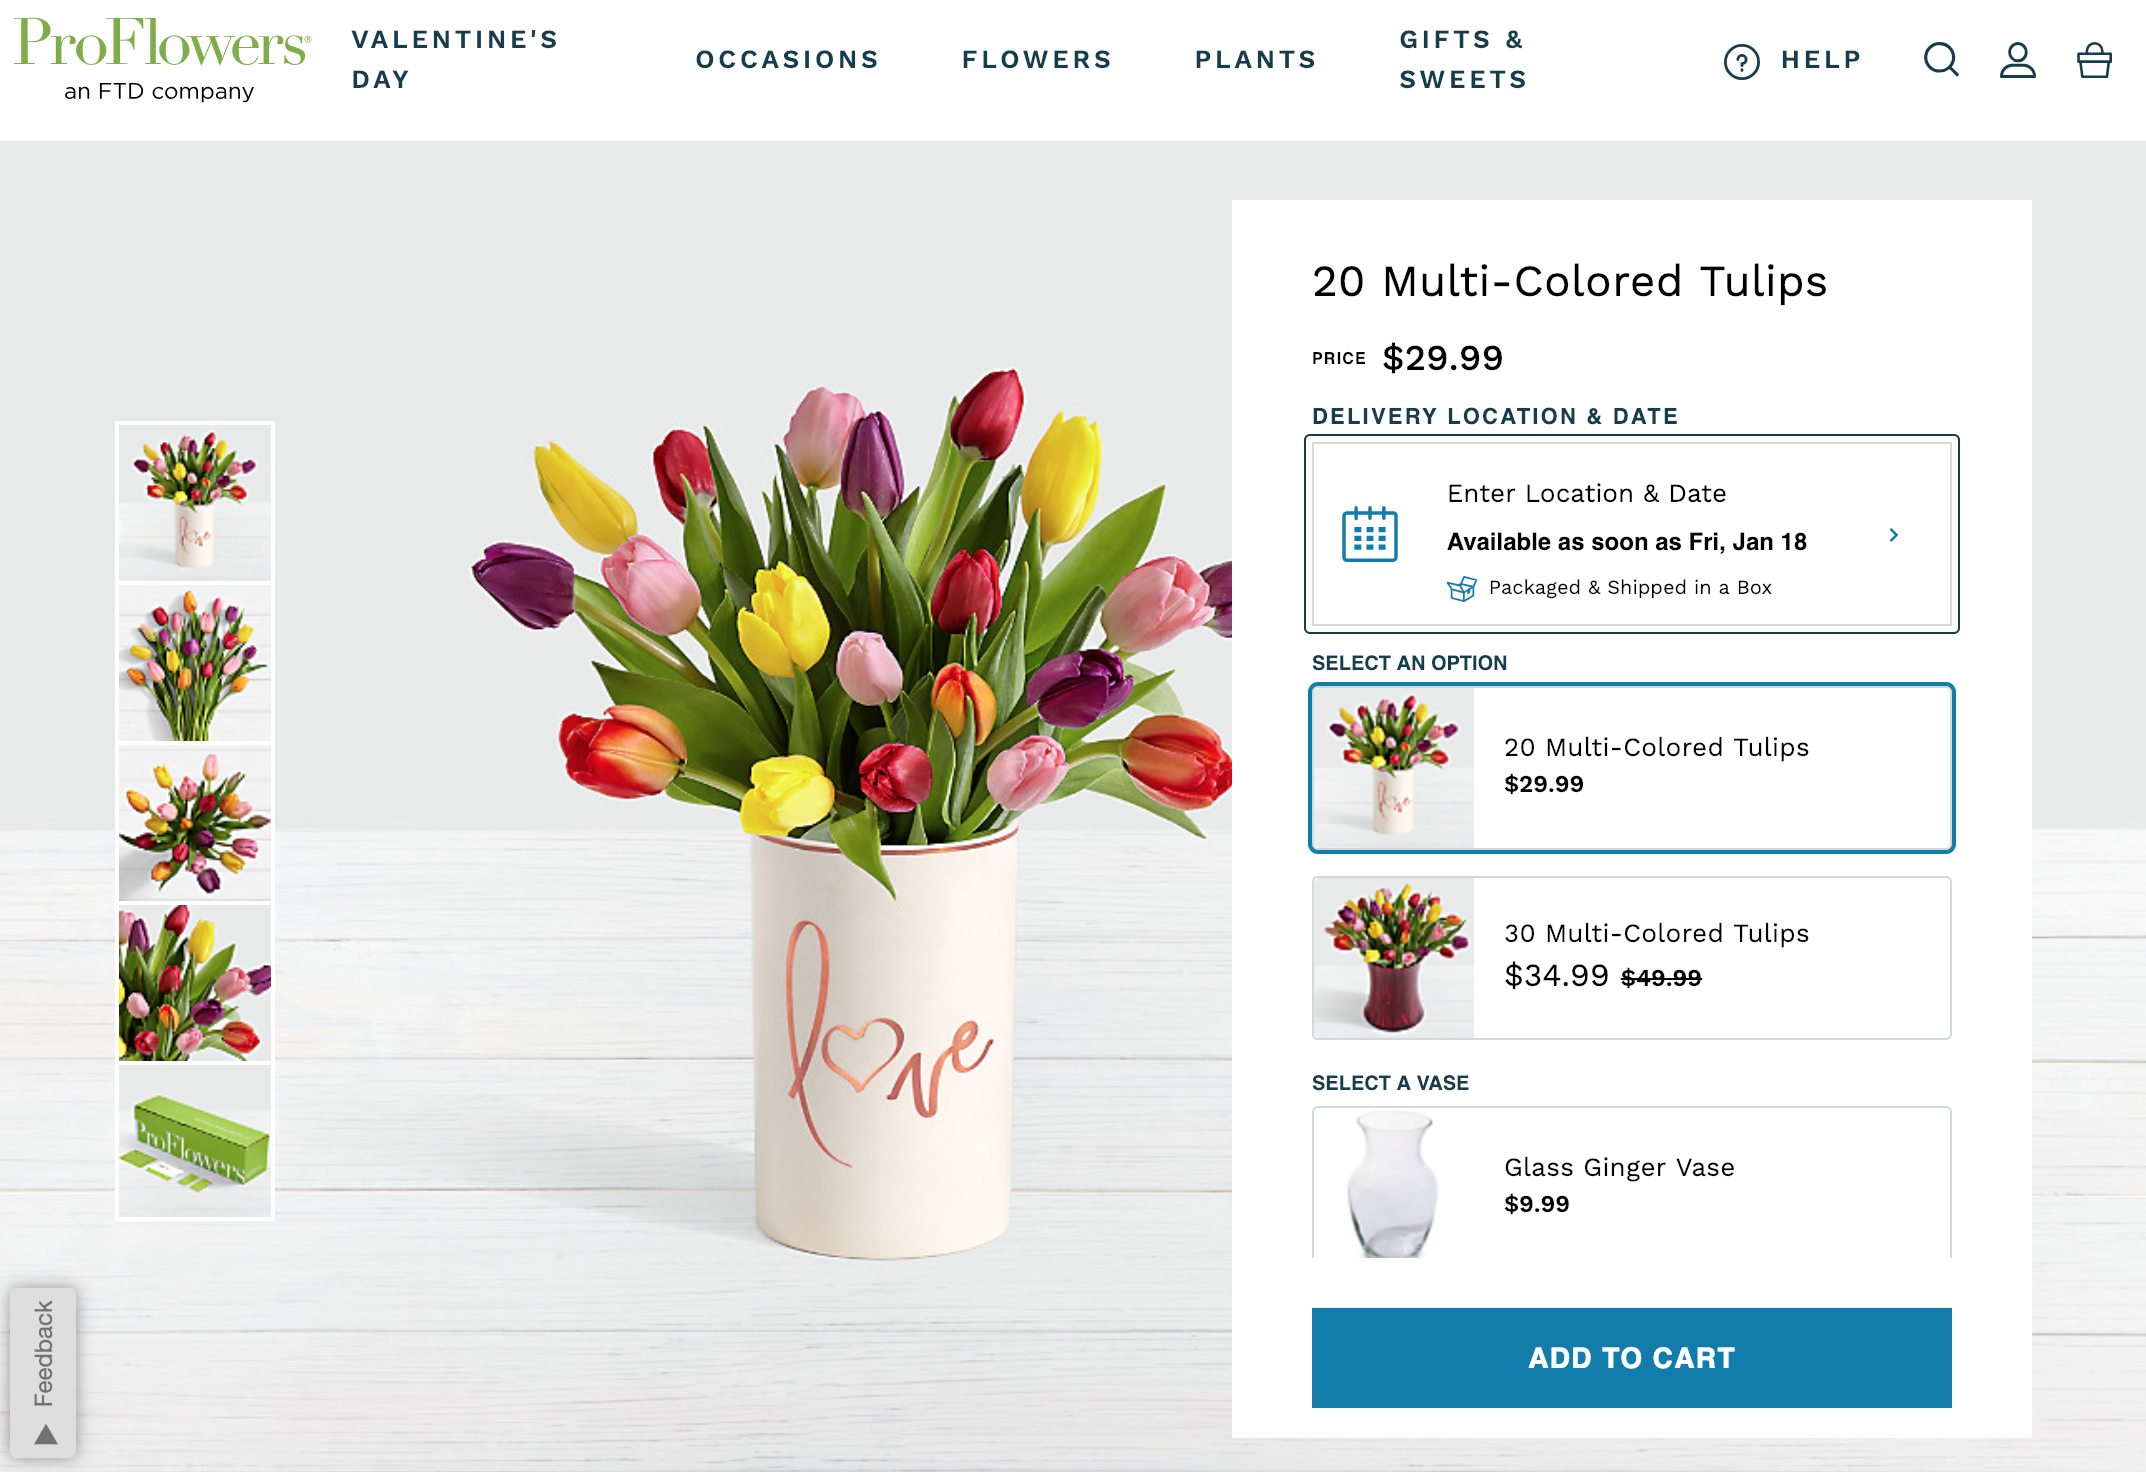 ProFlowers®
an FTD company
VALENTINE'S
DAY
OCCASIONS
FLOWERS
PLANTS
GIFTS &
SWEETS
? HELP
20 Multi-Colored Tulips
PRICE $29.99
DELIVERY LOCATION & DATE
Enter Location & Date
Available as soon as Fri, Jan 18
Packaged & Shipped in a Box
SELECT AN OPTION
love
20 Multi-Colored Tulips
$29.99
love
30 Multi-Colored Tulips
$34.99 $49.99
SELECT A VASE
Glass Ginger Vase
$9.99
ADD TO CART
love
love
ProFlowers
Feedback